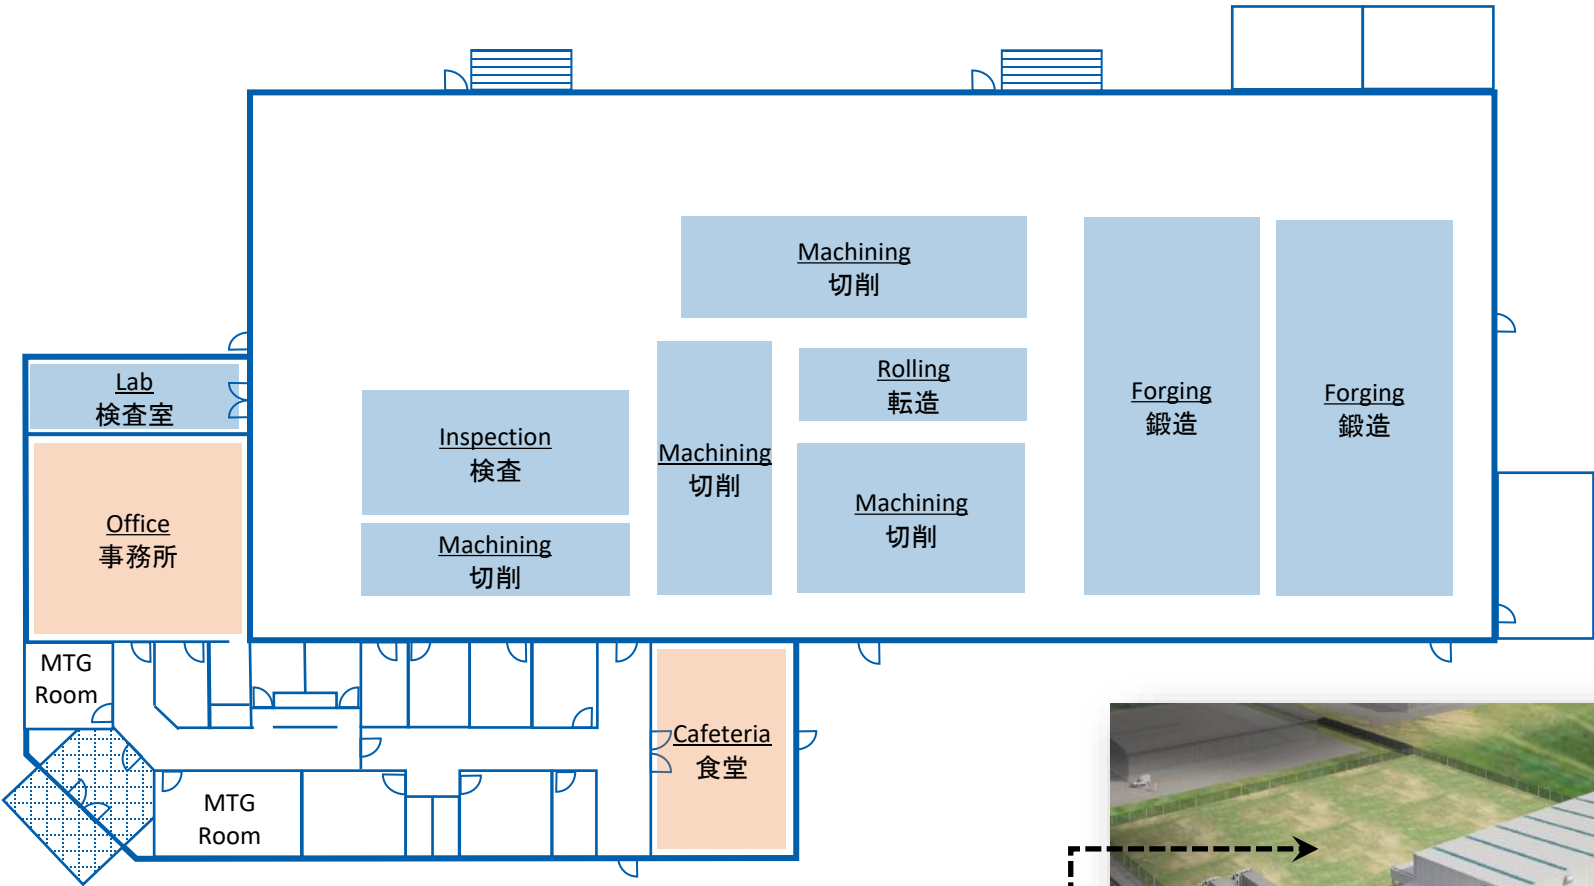 Machining
切削
Rolling
転造
Forging
鍛造
Forging
鍛造
Lab
検査室
Inspection
検査
Machining
切削
Machining
切削
Office
事務所
Machining
切削
MTG
Room
Cafeteria
食堂
MTG
Room